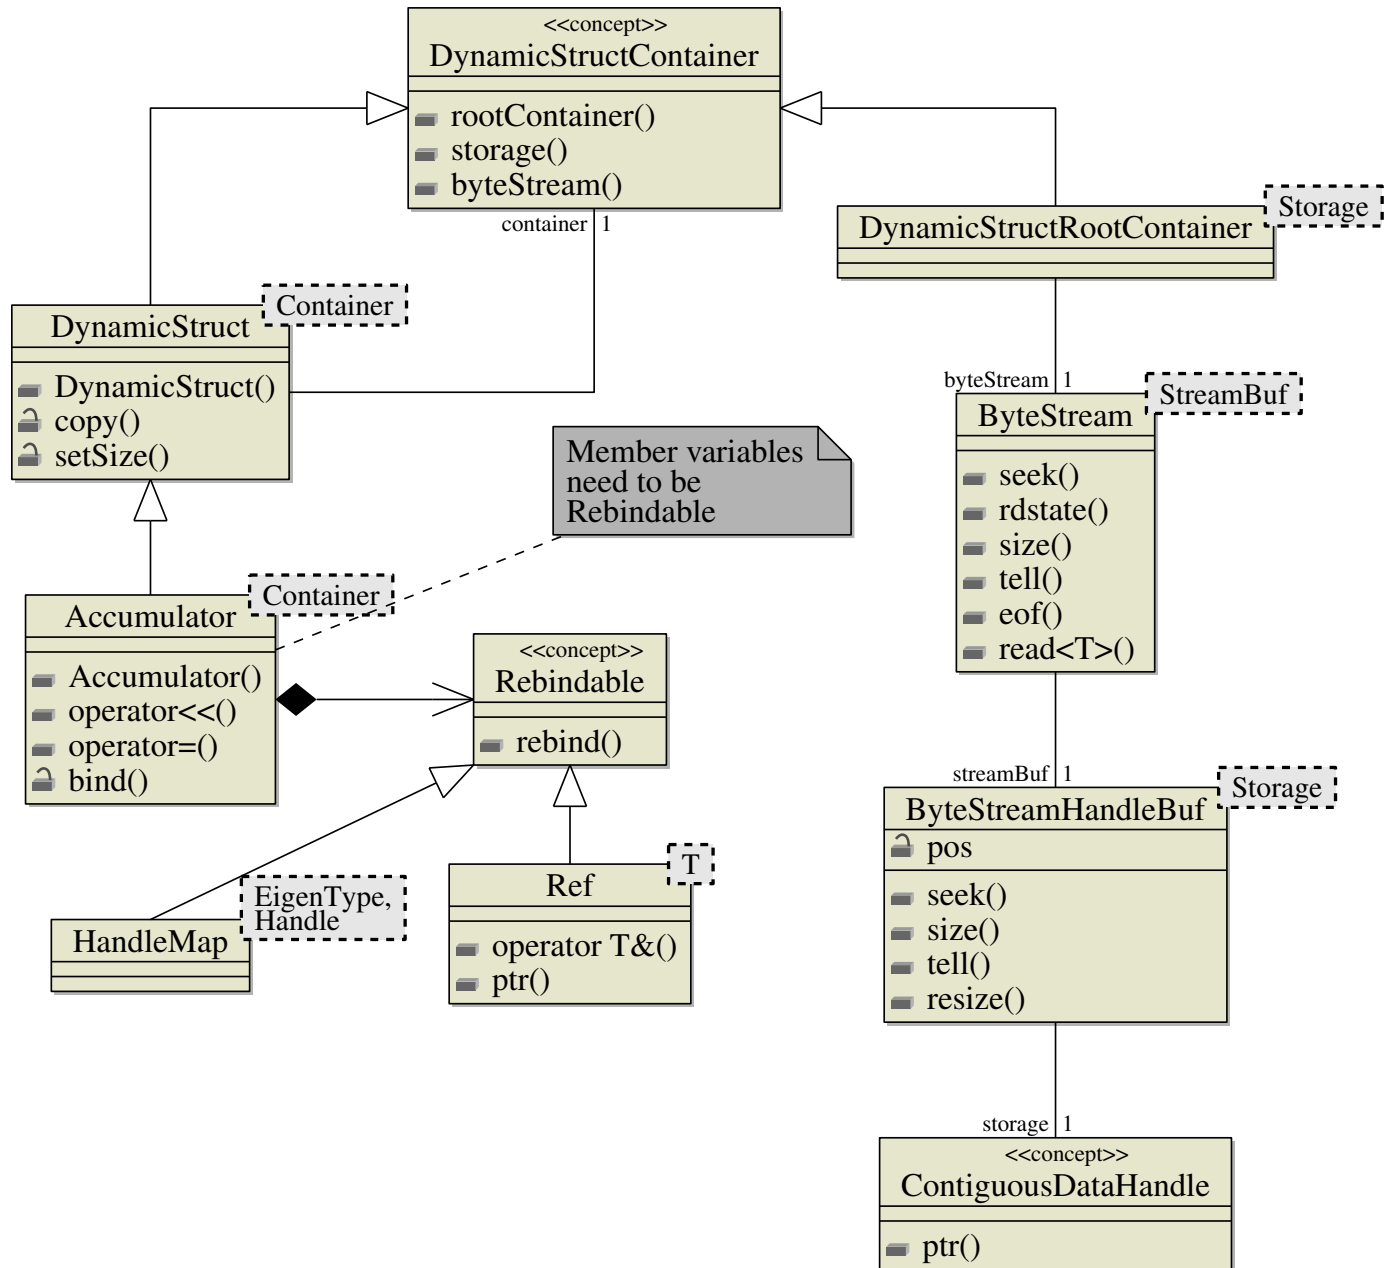 <<concept>>
DynamicStructContainer
rootContainer()
storage()
byteStream()
container 1
Storage
DynamicStructRootContainer
Container
DynamicStruct
DynamicStruct()
copy()
setSize()
byteStream 1
StreamBuf
ByteStream
seek()
rdstate()
size()
tell()
eof()
read<T>()
Member variables
need to be
Rebindable
Container
Accumulator
Accumulator()
operator<<()
operator=()
bind()
<<concept>>
Rebindable
rebind()
streamBuf 1
Storage
ByteStreamHandleBuf
pos
seek()
size()
tell()
resize()
EigenType,
Handle
HandleMap
T
Ref
operator T&()
ptr()
storage 1
<<concept>>
ContiguousDataHandle
ptr()